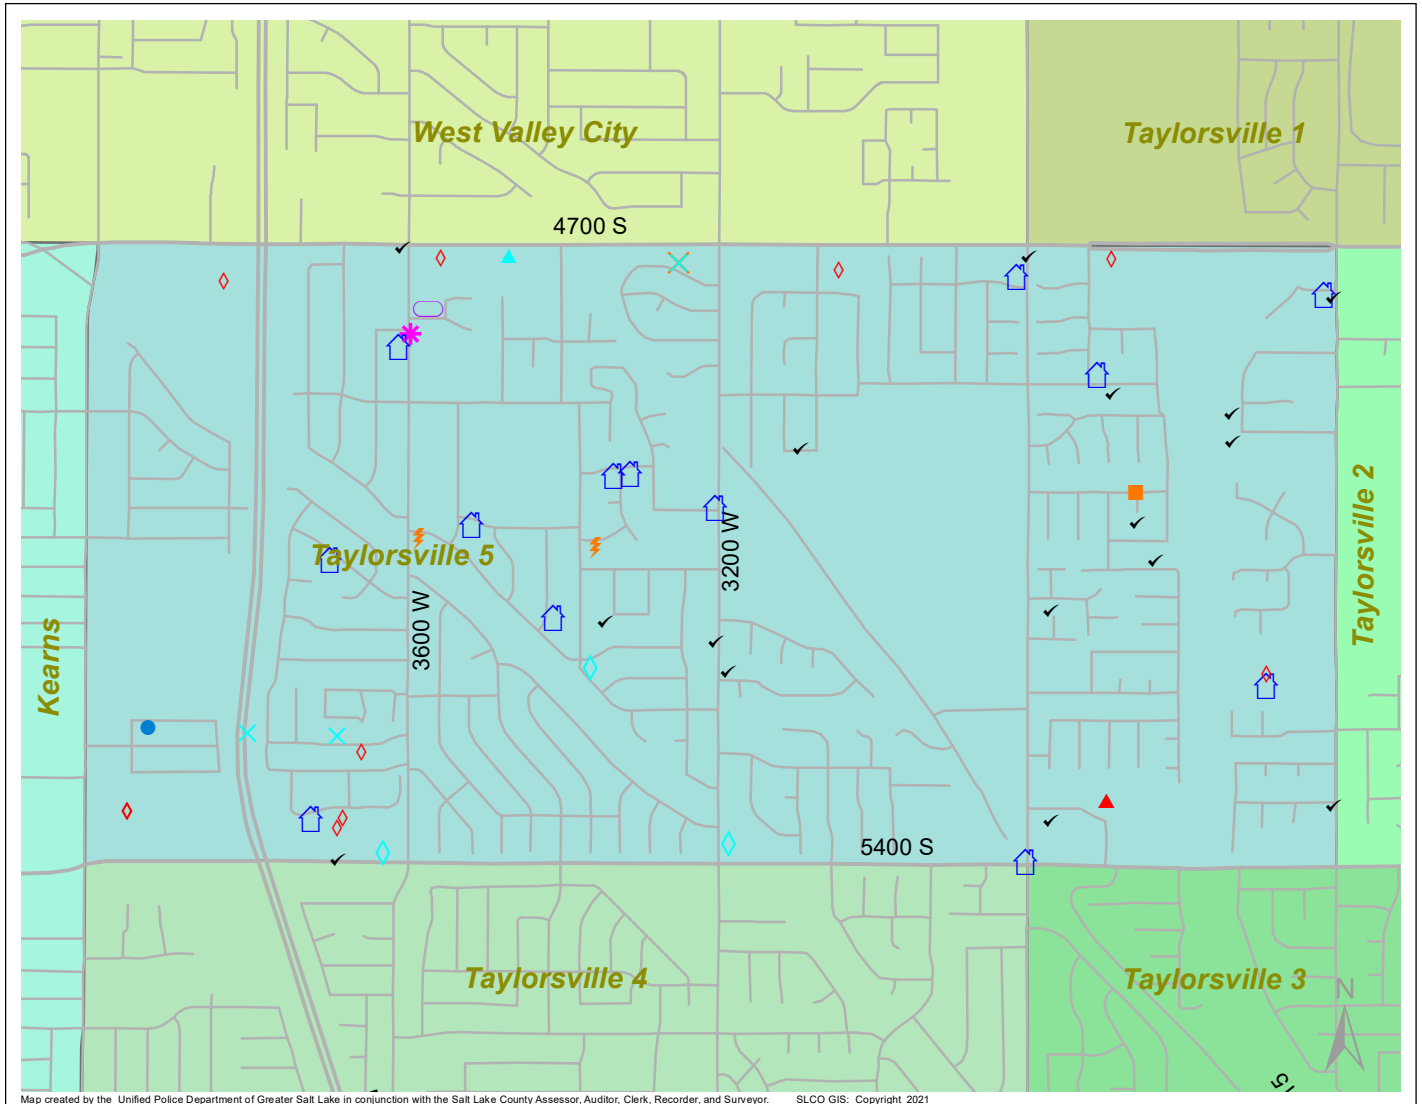 West Valley City
Taylorsville 1
4700 S
Taylorsville 2
3200 W
Taylorsville 5
3600 W
Kearns
5400 S
Taylorsville 4
Taylorsville 3
N
Map created by the Unified Police Department of Greater Salt Lake in conjunction with the Salt Lake County Assessor, Auditor, Clerk, Recorder, and Surveyor. SLCO GIS: Copyright 2021